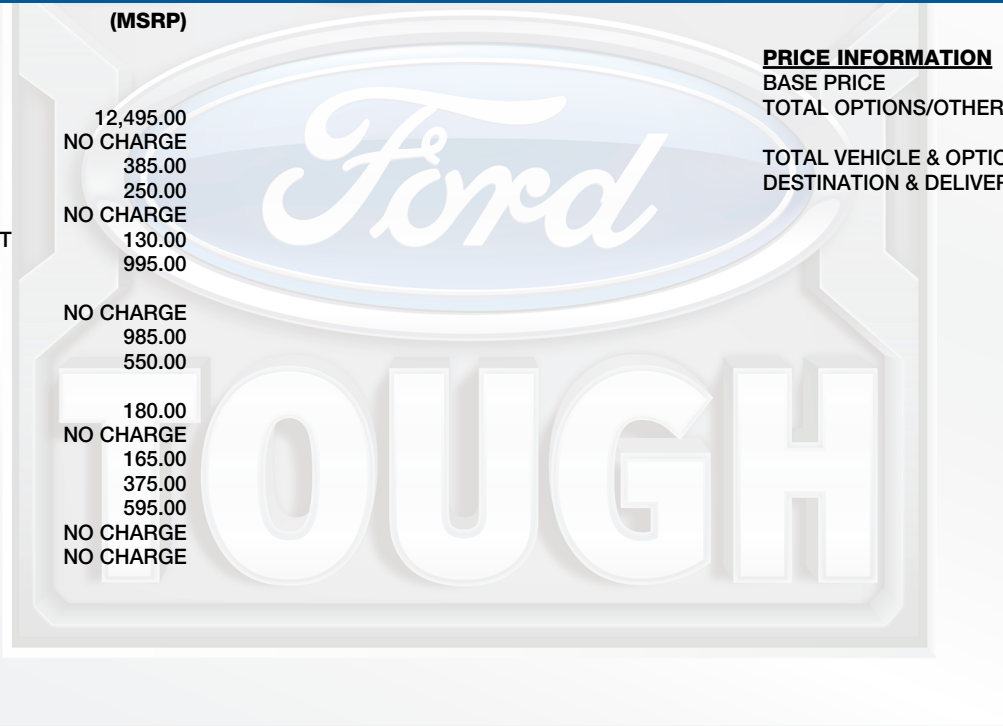 (MSRP)
PRICE INFORMATION
BASE PRICE
TOTAL OPTIONS/OTHER
TOTAL VEHICLE & OPTIO
DESTINATION & DELIVER
12,495.00
NO CHARGE
385.00
250.00
NO CHARGE
T 130.00
995.00
NO CHARGE
985.00
550.00
180.00
NO CHARGE
165.00
375.00
595.00
NO CHARGE
NO CHARGE
Ford
TOUGH